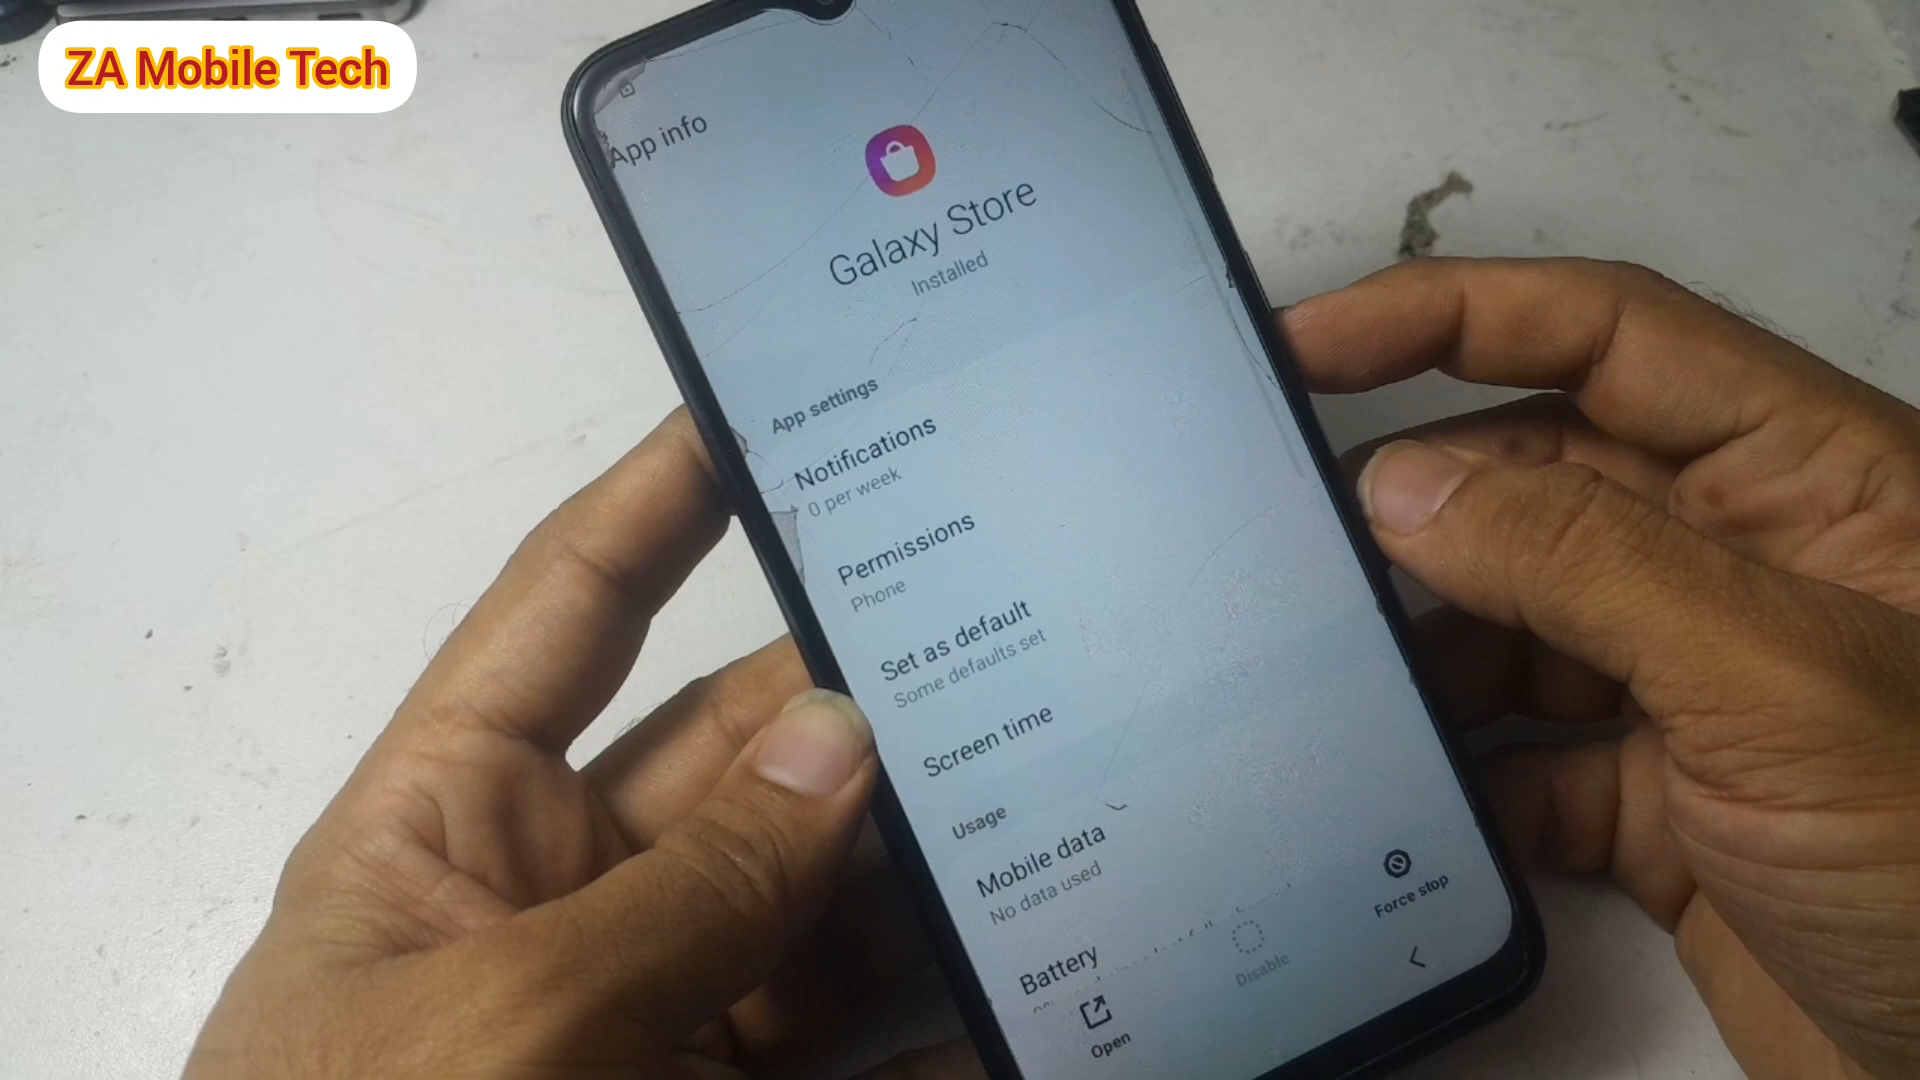 ZA Mobile Tech
App info
Galaxy Store
Installed
App settings
Notifications
0 per week
Permissions
Phone
Set as default
Some defaults set
Screen time
Usage
Mobile data
No data used
Battery
Open
Disable
Force stop